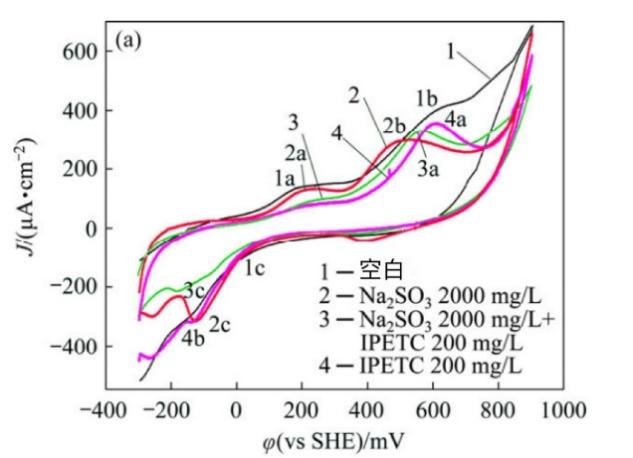 (a)
1
1b
2
2b
4a
3
4
2a
1a
3a
1c
3c
2c
4b
1 — 空白
2 — Na₂SO₃ 2000 mg/L
3 — Na₂SO₃ 2000 mg/L+
IPETC 200 mg/L
4 — IPETC 200 mg/L
J/(μA•cm⁻²)
600
400
200
0
−200
−400
−400 −200 0 200 400 600 800 1000
φ(vs SHE)/mV